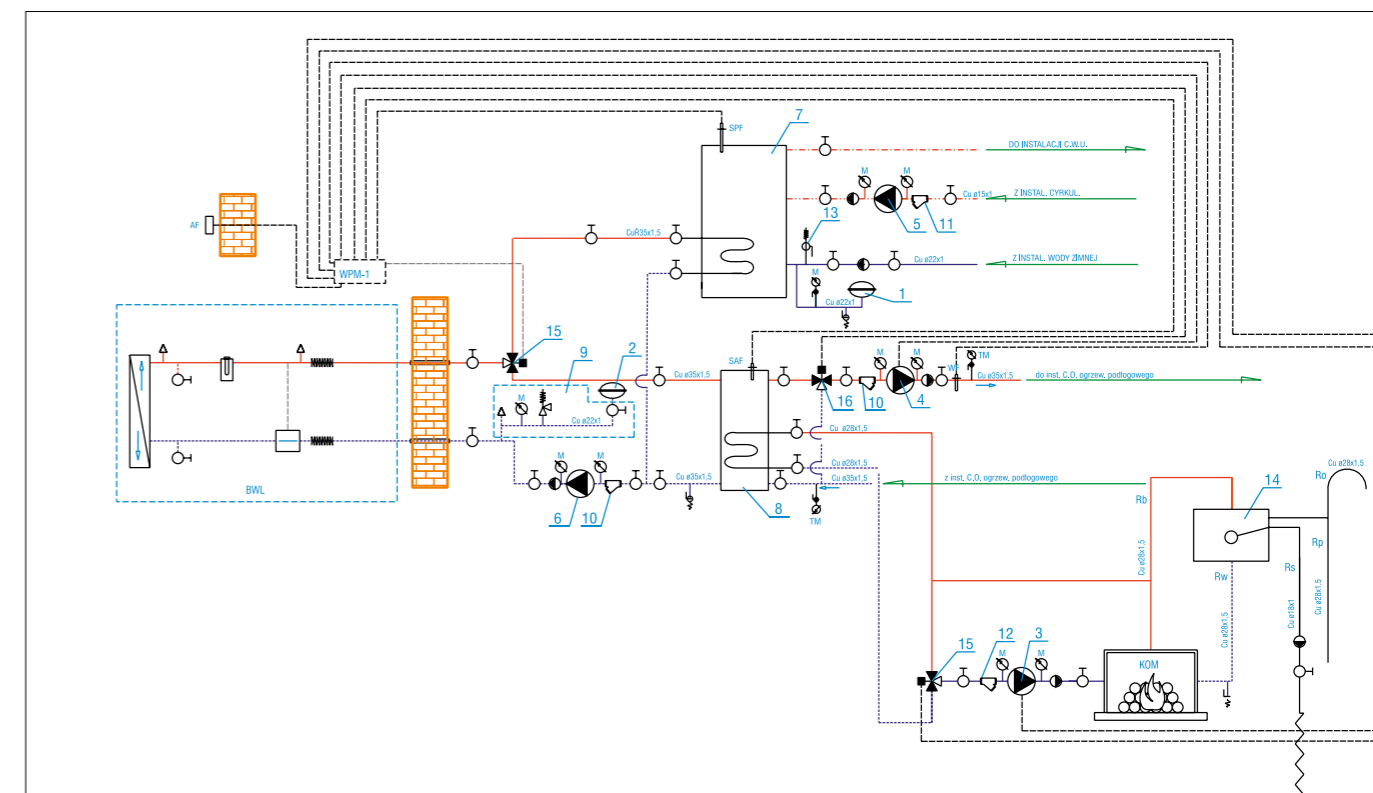 7
SPF
DO INSTALACJI C.W.U.
M
M
Cu ø15x1
Z INSTAL. CYRKUL.
5
11
13
AF
CuŘ35x1,5
WPM-1
Cu ø22x1
Z INSTAL. WODY ZIMNEJ
M
1
Cu ø22x1
15
9
2
SAF
M
M
WF
TM
Cu ø35x1,5
Cu ø35x1,5
do inst. C.O. ogrzew. podłogowego
16
10
4
M
Cu ø22x1
Cu ø28x1,5
M
M
Cu ø28x1,5
Cu ø35x1,5
Cu ø35x1,5
z inst. C.O. ogrzew. podłogowego
BWL
6
10
8
TM
Cu ø28x1,5
Ro
14
Rb
Rp
Cu ø28x1,5
Rw
Rs
Cu ø18x1
Cu ø28x1,5
Cu ø28x1,5
15
12
3
M
M
KOM